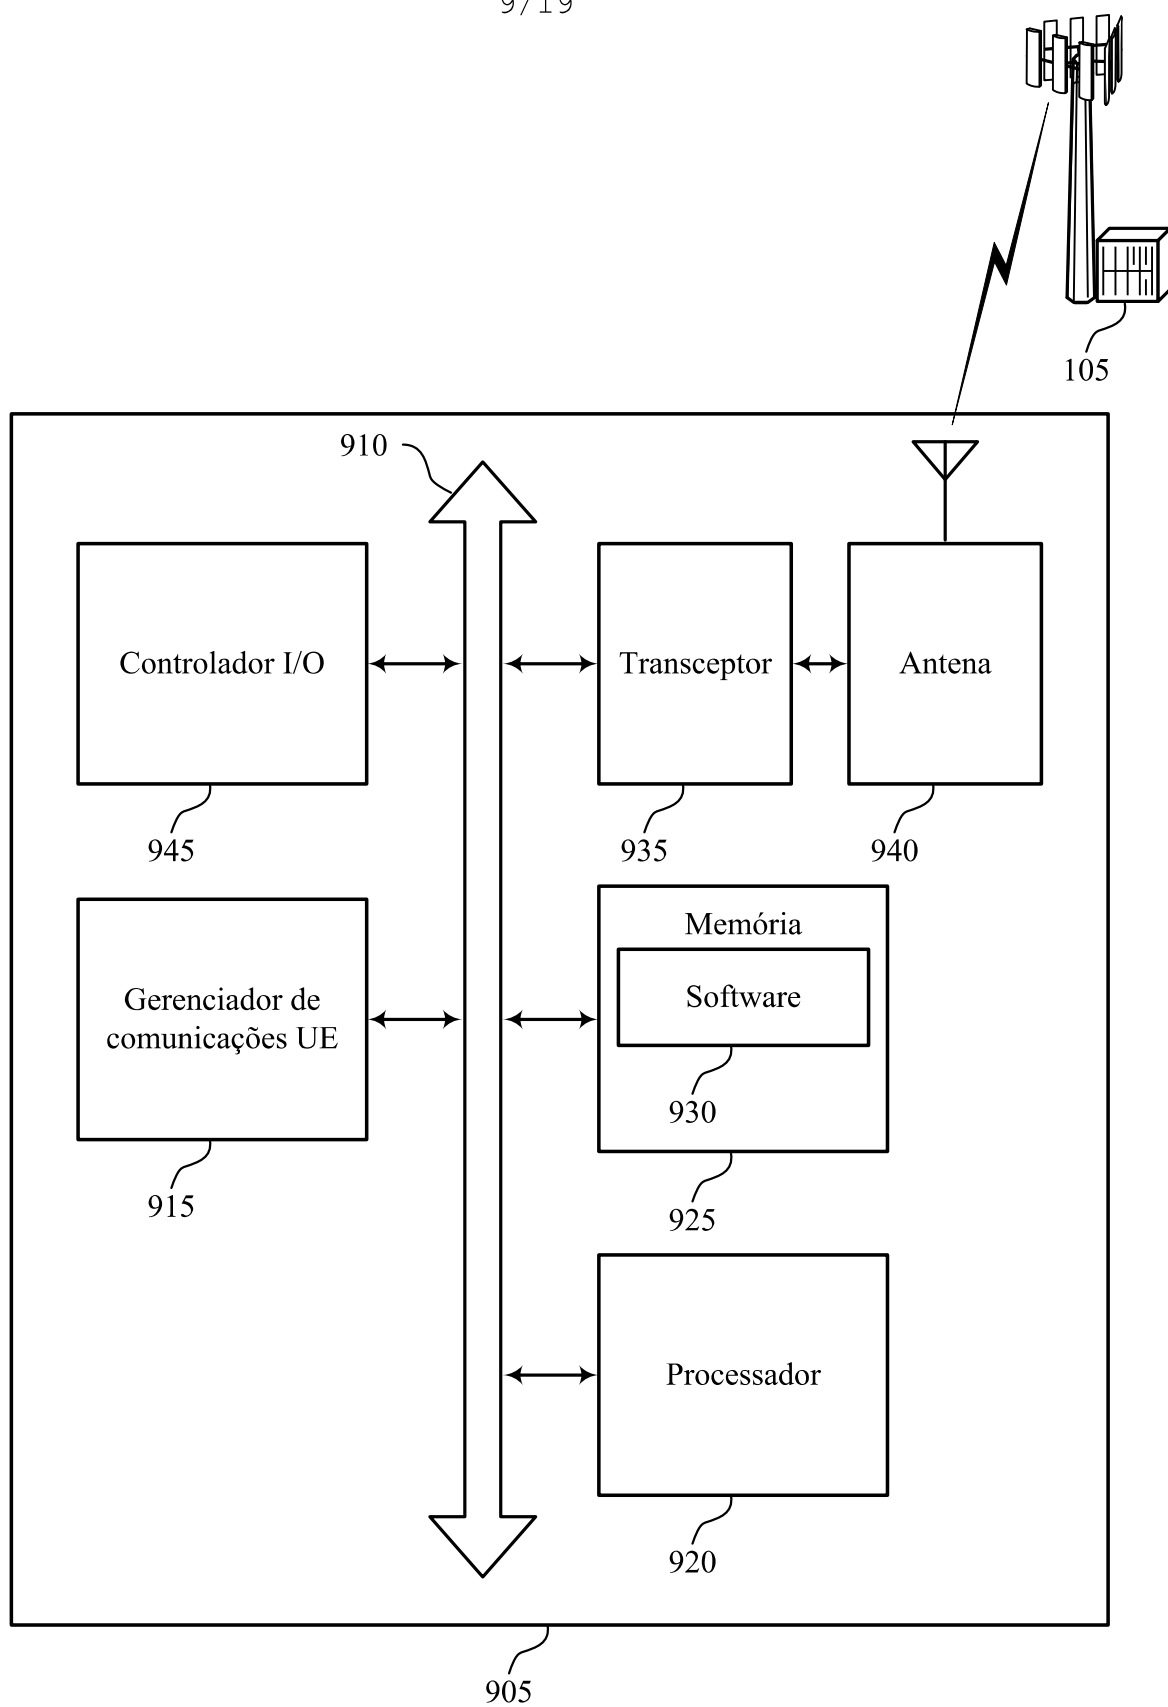 9/19
105
910
Controlador I/O
Transceptor
Antena
945
935
940
Memória
Software
Gerenciador de
comunicações UE
930
915
925
Processador
920
905